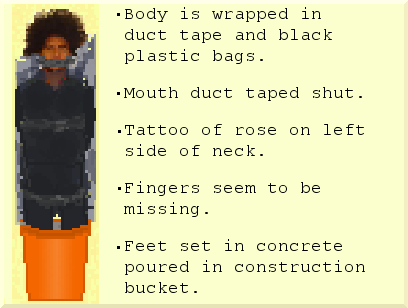 ·Body is wrapped in
duct tape and black
plastic bags.
·Mouth duct taped shut.
·Tattoo of rose on left
side of neck.
·Fingers seem to be
missing.
·Feet set in concrete
poured in construction
bucket.